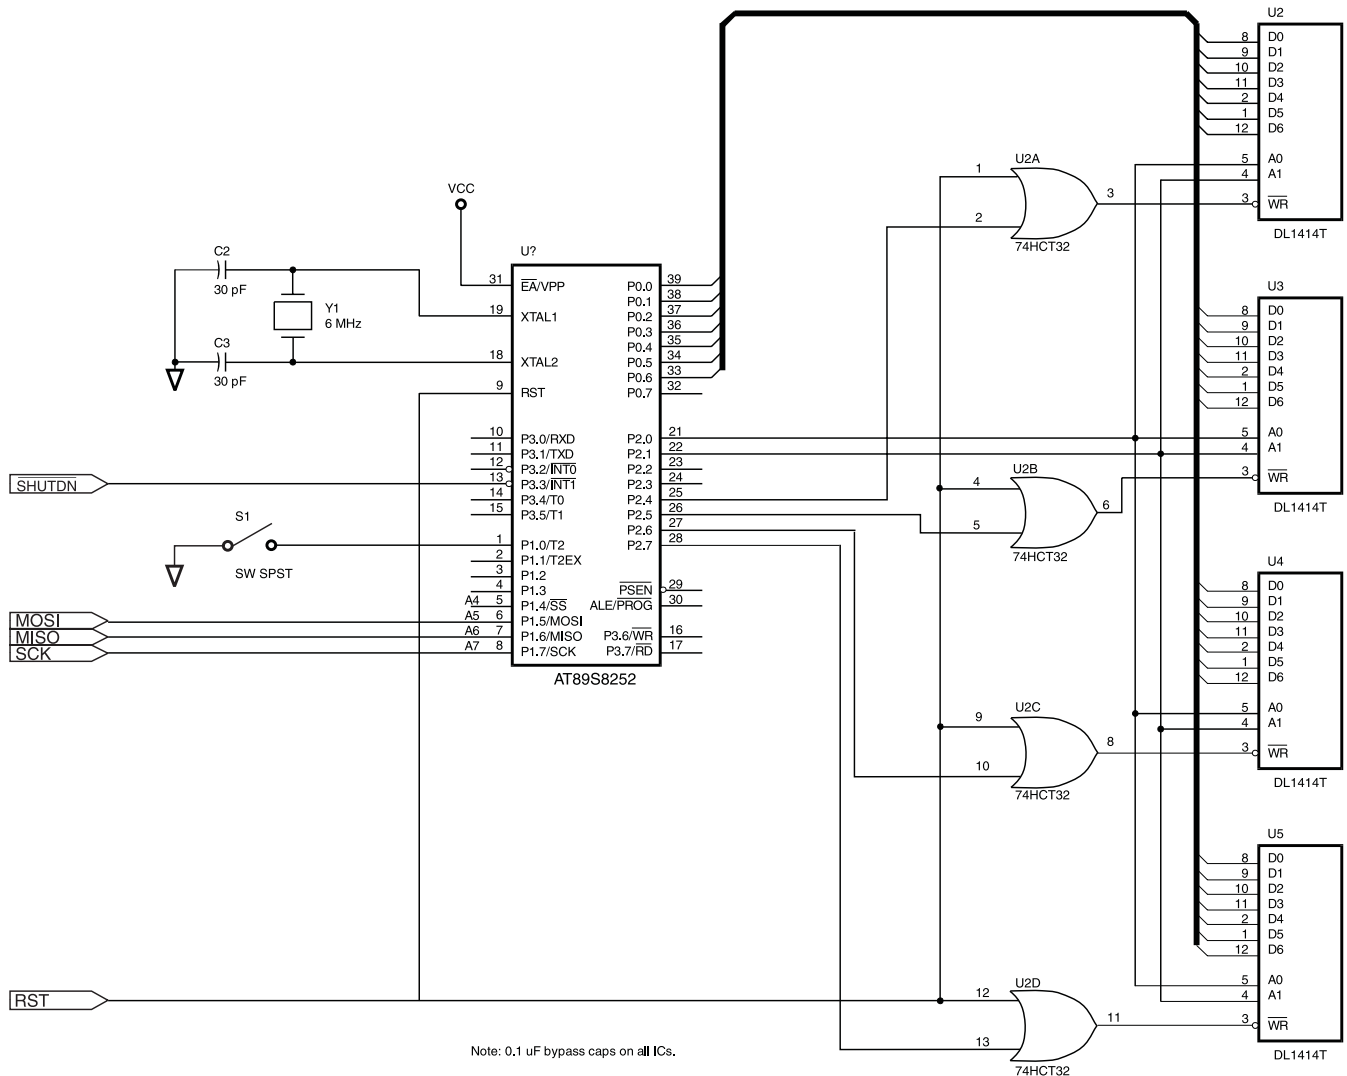 U2
8 D0
9 D1
10 D2
11 D3
2 D4
1 D5
12 D6
5 A0
4 A1
3 WR
DL1414T
U2A
1
2
3
74HCT32
VCC
C2
30 pF
Y1
6 MHz
C3
30 pF
U?
31 EA/VPP P0.0 39
P0.1 38
19 XTAL1 P0.2 37
P0.3 36
P0.4 35
18 XTAL2 P0.5 34
P0.6 33
9 RST P0.7 32
10 P3.0/RXD P2.0 21
11 P3.1/TXD P2.1 22
12 P3.2/INT0 P2.2 23
13 P3.3/INT1 P2.3 24
14 P3.4/T0 P2.4 25
15 P3.5/T1 P2.5 26
P2.6 27
1 P1.0/T2 P2.7 28
2 P1.1/T2EX
3 P1.2
4 P1.3 PSEN 29
A4 5 P1.4/SS ALE/PROG 30
A5 6 P1.5/MOSI
A6 7 P1.6/MISO P3.6/WR 16
A7 8 P1.7/SCK P3.7/RD 17
AT89S8252
SHUTDN
S1
SW SPST
MOSI
MISO
SCK
U3
8 D0
9 D1
10 D2
11 D3
2 D4
1 D5
12 D6
5 A0
4 A1
3 WR
DL1414T
U2B
4
5
6
74HCT32
U4
8 D0
9 D1
10 D2
11 D3
2 D4
1 D5
12 D6
5 A0
4 A1
3 WR
DL1414T
U2C
9
10
8
74HCT32
U5
8 D0
9 D1
10 D2
11 D3
2 D4
1 D5
12 D6
5 A0
4 A1
3 WR
DL1414T
RST
U2D
12
13
11
74HCT32
Note: 0.1 uF bypass caps on all ICs.